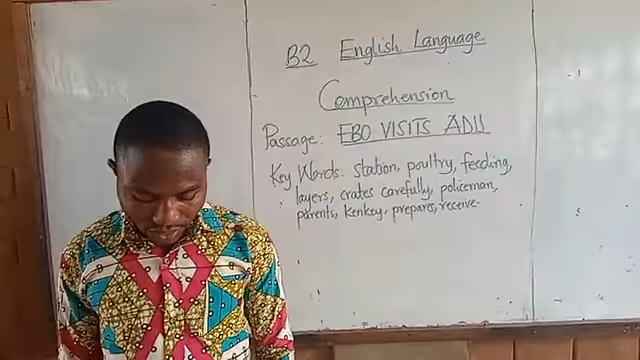 B2 English Language
Comprehension
Passage: EBO VISITS ADII
Key Words: station, poultry, feeding,
layers, crates carefully, policeman,
parents, kenkey, prepares, receive.